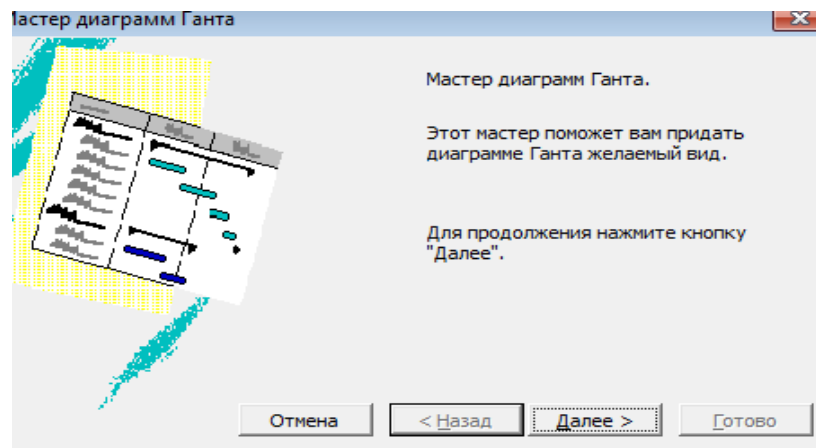 Мастер диаграмм Ганта
Мастер диаграмм Ганта.
Этот мастер поможет вам придать
диаграмме Ганта желаемый вид.
Для продолжения нажмите кнопку
"Далее".
Отмена
< Назад
Далее >
Готово